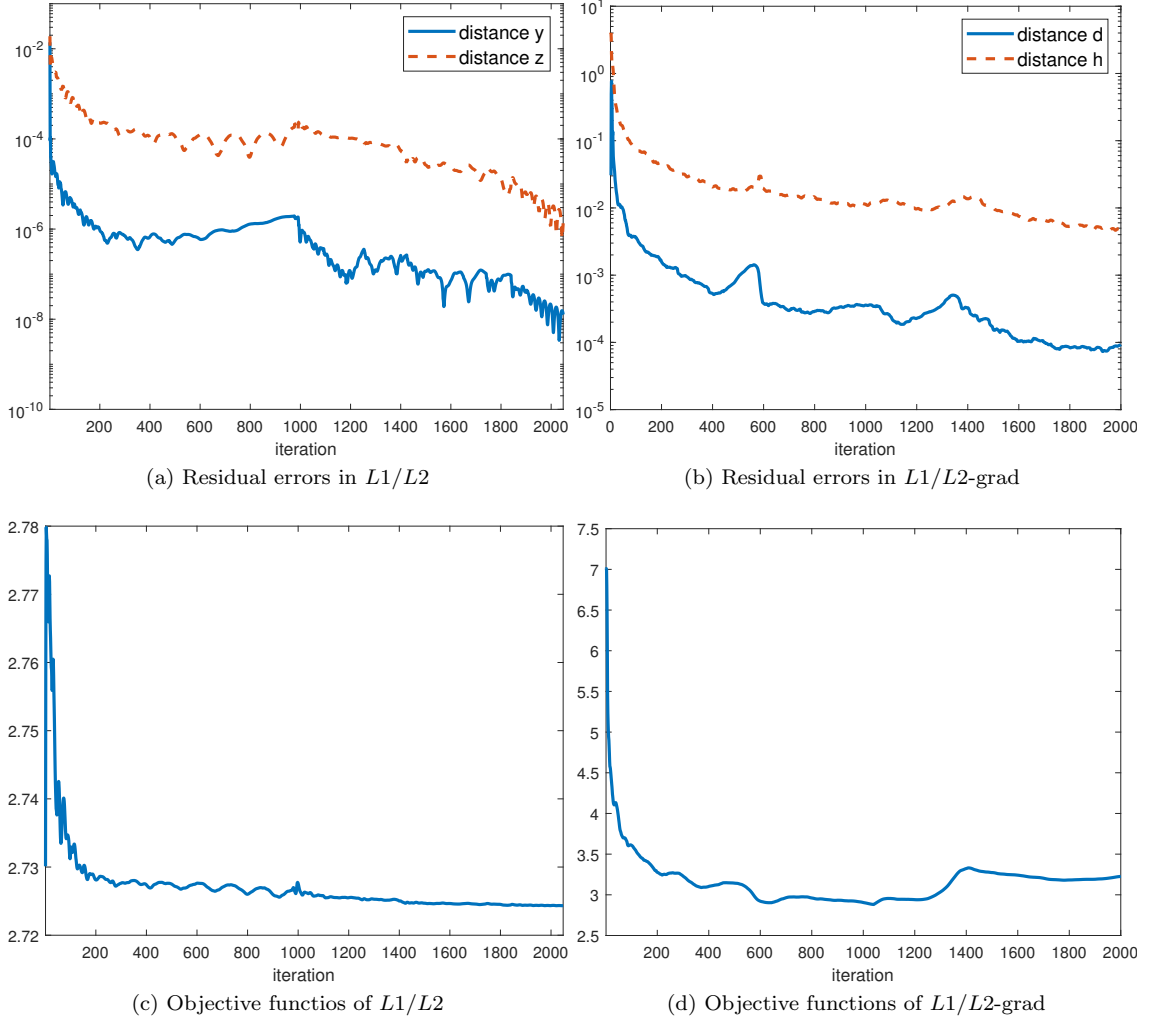 distance y
distance z
10^-2
10^-4
10^-6
10^-8
10^-10
200 400 600 800 1000 1200 1400 1600 1800 2000
iteration
(a) Residual errors in L1/L2
distance d
distance h
10^1
10^0
10^-1
10^-2
10^-3
10^-4
10^-5
0 200 400 600 800 1000 1200 1400 1600 1800 2000
iteration
(b) Residual errors in L1/L2-grad
2.78
2.77
2.76
2.75
2.74
2.73
2.72
200 400 600 800 1000 1200 1400 1600 1800 2000
iteration
(c) Objective functios of L1/L2
7.5
7
6.5
6
5.5
5
4.5
4
3.5
3
2.5
200 400 600 800 1000 1200 1400 1600 1800 2000
iteration
(d) Objective functions of L1/L2-grad